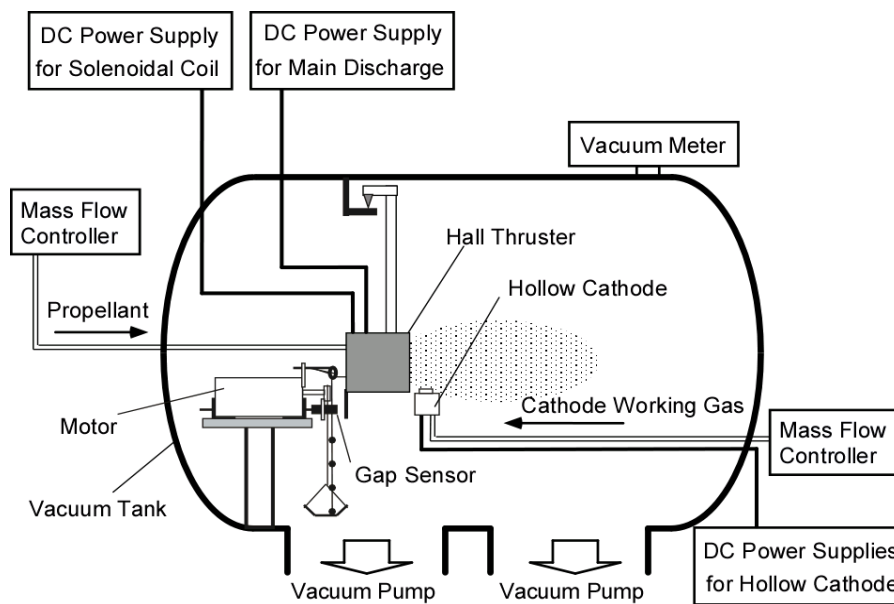 DC Power Supply
for Solenoidal Coil
DC Power Supply
for Main Discharge
Vacuum Meter
Mass Flow
Controller
Hall Thruster
Hollow Cathode
Propellant
Motor
Cathode Working Gas
Mass Flow
Controller
Gap Sensor
Vacuum Tank
DC Power Supplies
for Hollow Cathode
Vacuum Pump
Vacuum Pump